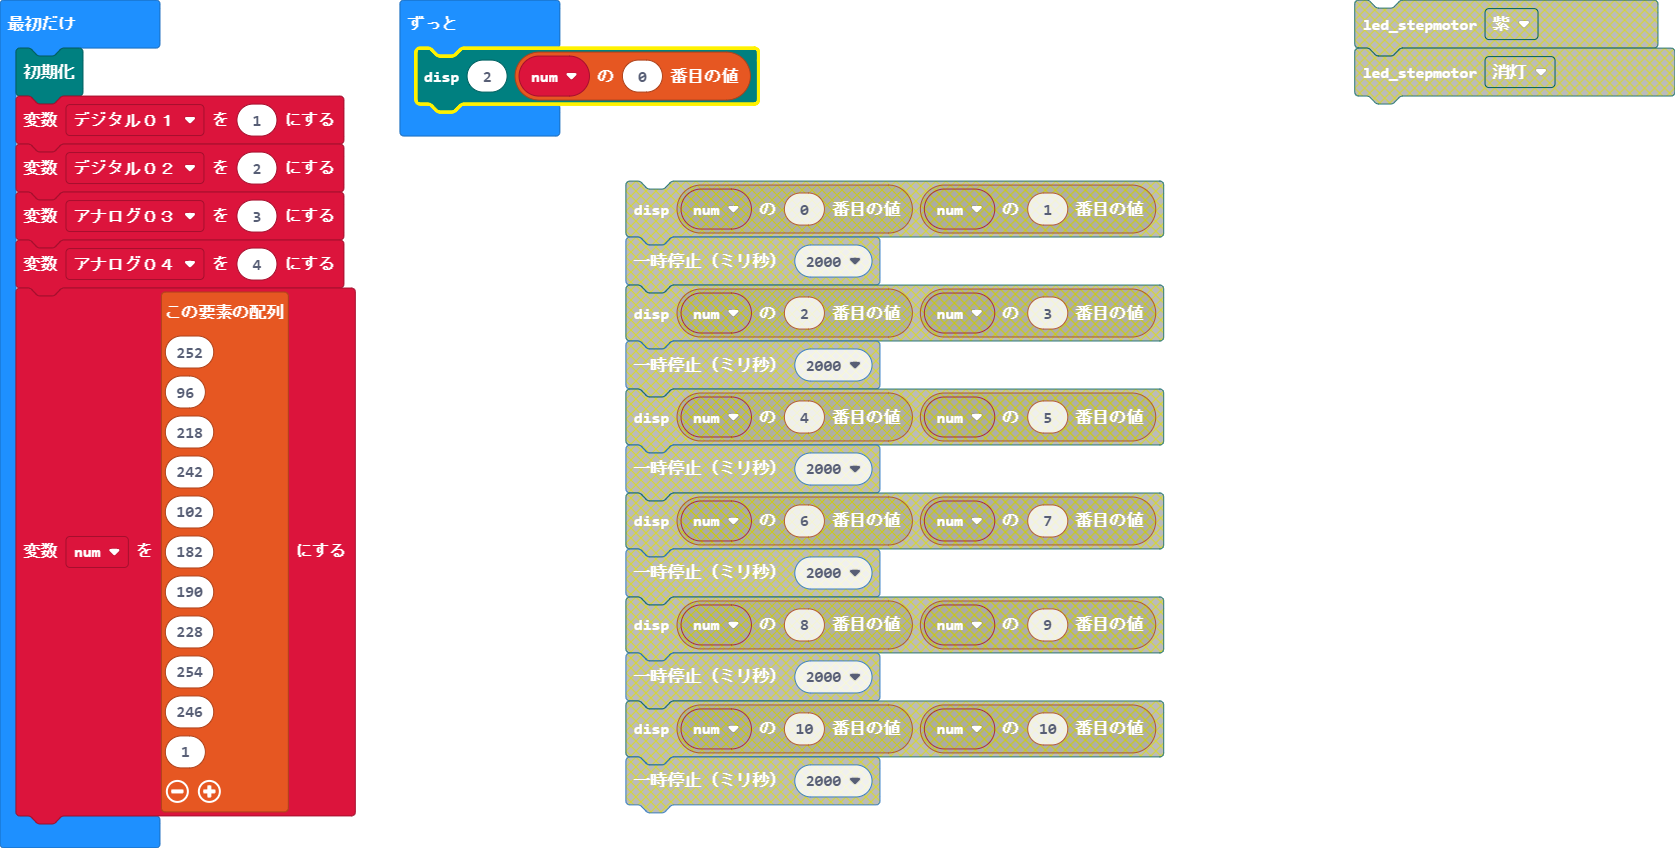 最初だけ
初期化
変数 デジタル０１ を 1 にする
変数 デジタル０２ を 2 にする
変数 アナログ０３ を 3 にする
変数 アナログ０４ を 4 にする
変数 num を この要素の配列 にする
252
96
218
242
102
182
190
228
254
246
1
ずっと
disp 2 num の 0 番目の値
disp num の 0 番目の値 num の 1 番目の値
一時停止（ミリ秒） 2000
disp num の 2 番目の値 num の 3 番目の値
一時停止（ミリ秒） 2000
disp num の 4 番目の値 num の 5 番目の値
一時停止（ミリ秒） 2000
disp num の 6 番目の値 num の 7 番目の値
一時停止（ミリ秒） 2000
disp num の 8 番目の値 num の 9 番目の値
一時停止（ミリ秒） 2000
disp num の 10 番目の値 num の 10 番目の値
一時停止（ミリ秒） 2000
led_stepmotor 紫
led_stepmotor 消灯